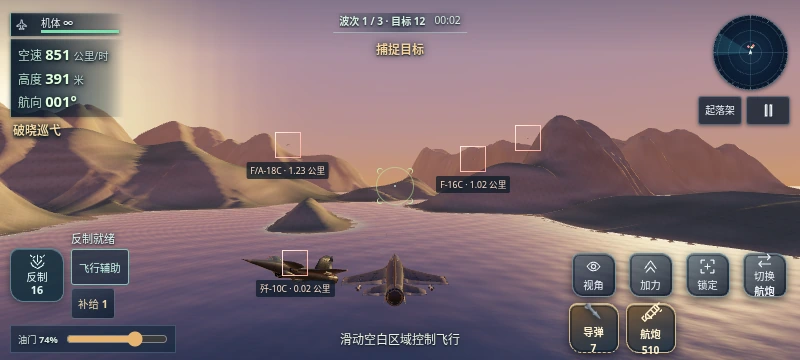 机体 ∞
空速 851 公里/时
高度 391 米
航向 001°
破晓巡弋
波次 1 / 3 · 目标 12 00:02
捕捉目标
起落架
F/A-18C · 1.23 公里
F-16C · 1.02 公里
歼-10C · 0.02 公里
反制就绪
反制
16
飞行辅助
补给 1
油门 74%
滑动空白区域控制飞行
视角
加力
锁定
切换
航炮
导弹
7
航炮
510